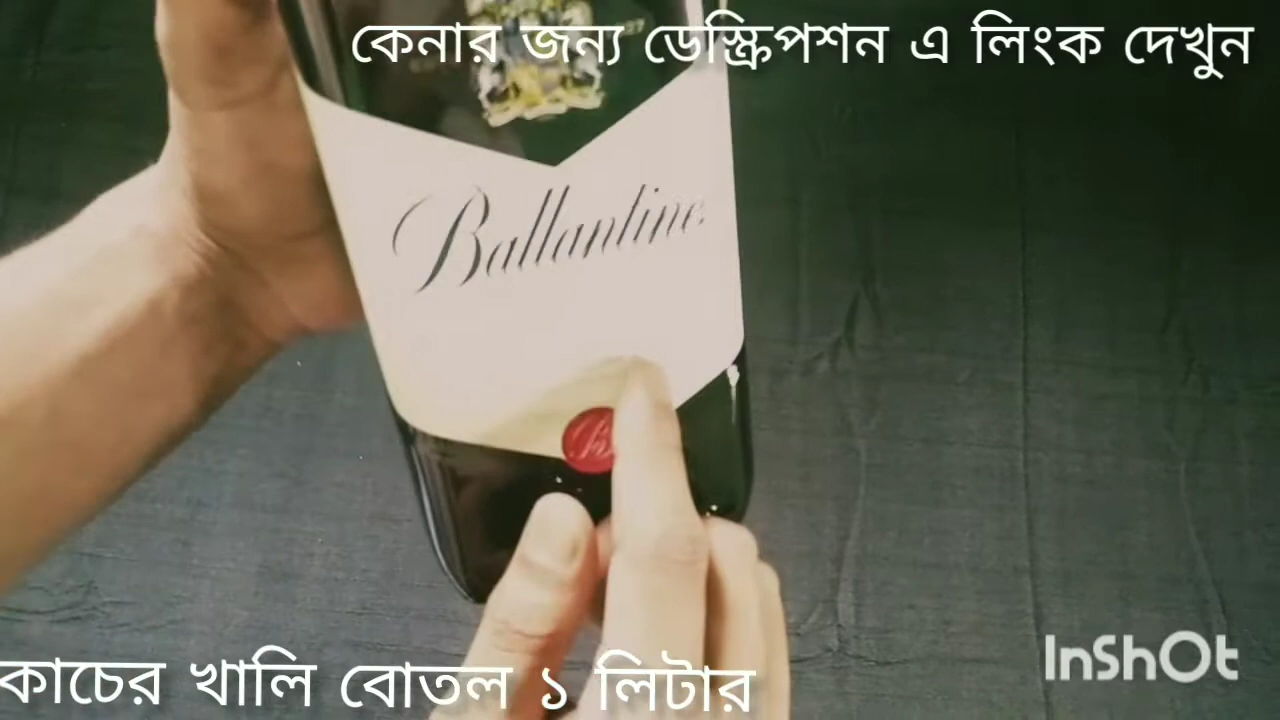 কেনার জন্য ডেস্ক্রিপশন এ লিংক দেখুন
Ballantine
কাচের খালি বোতল ১ লিটার
InShOt